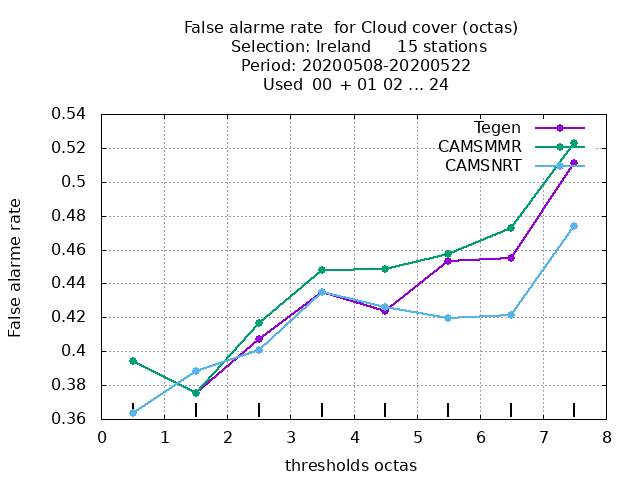 False alarme rate for Cloud cover (octas)
Selection: Ireland 15 stations
Period: 20200508-20200522
Used 00 + 01 02 ... 24
Tegen
CAMSMMR
CAMSNRT
False alarme rate
0.54
0.52
0.5
0.48
0.46
0.44
0.42
0.4
0.38
0.36
0 1 2 3 4 5 6 7 8
thresholds octas